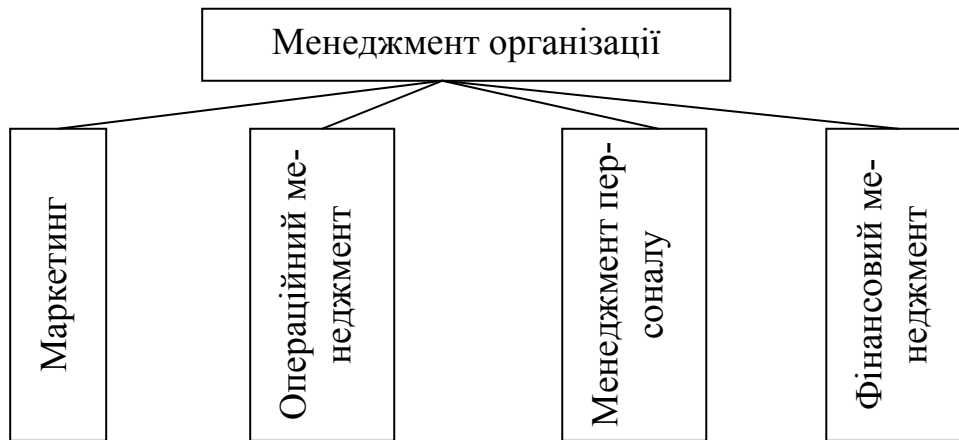 Менеджмент організації
Маркетинг
Операційний ме-
неджмент
Менеджмент пер-
соналу
Фінансовий ме-
неджмент